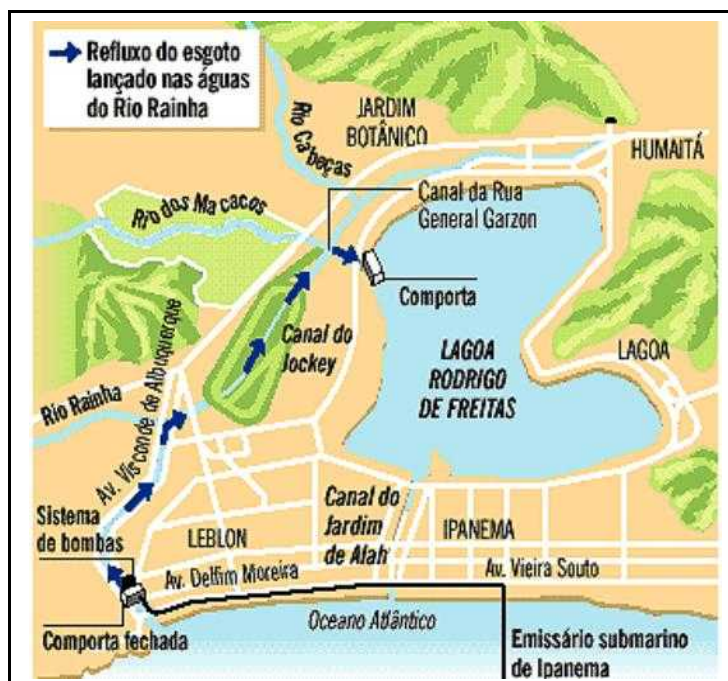 Refluxo do esgoto
lançado nas águas
do Rio Rainha
Rio Cabeças
JARDIM
BOTÂNICO
HUMAITÁ
Rio dos Macacos
Canal da Rua
General Garzon
Comporta
Canal do
Jockey
LAGOA
RODRIGO
DE FREITAS
LAGOA
Rio Rainha
Av. Visconde de Albuquerque
Sistema
de bombas
LEBLON
Canal do
Jardim
de Alah
IPANEMA
Av. Delfim Moreira
Av. Vieira Souto
Comporta fechada
Oceano Atlântico
Emissário submarino
de Ipanema